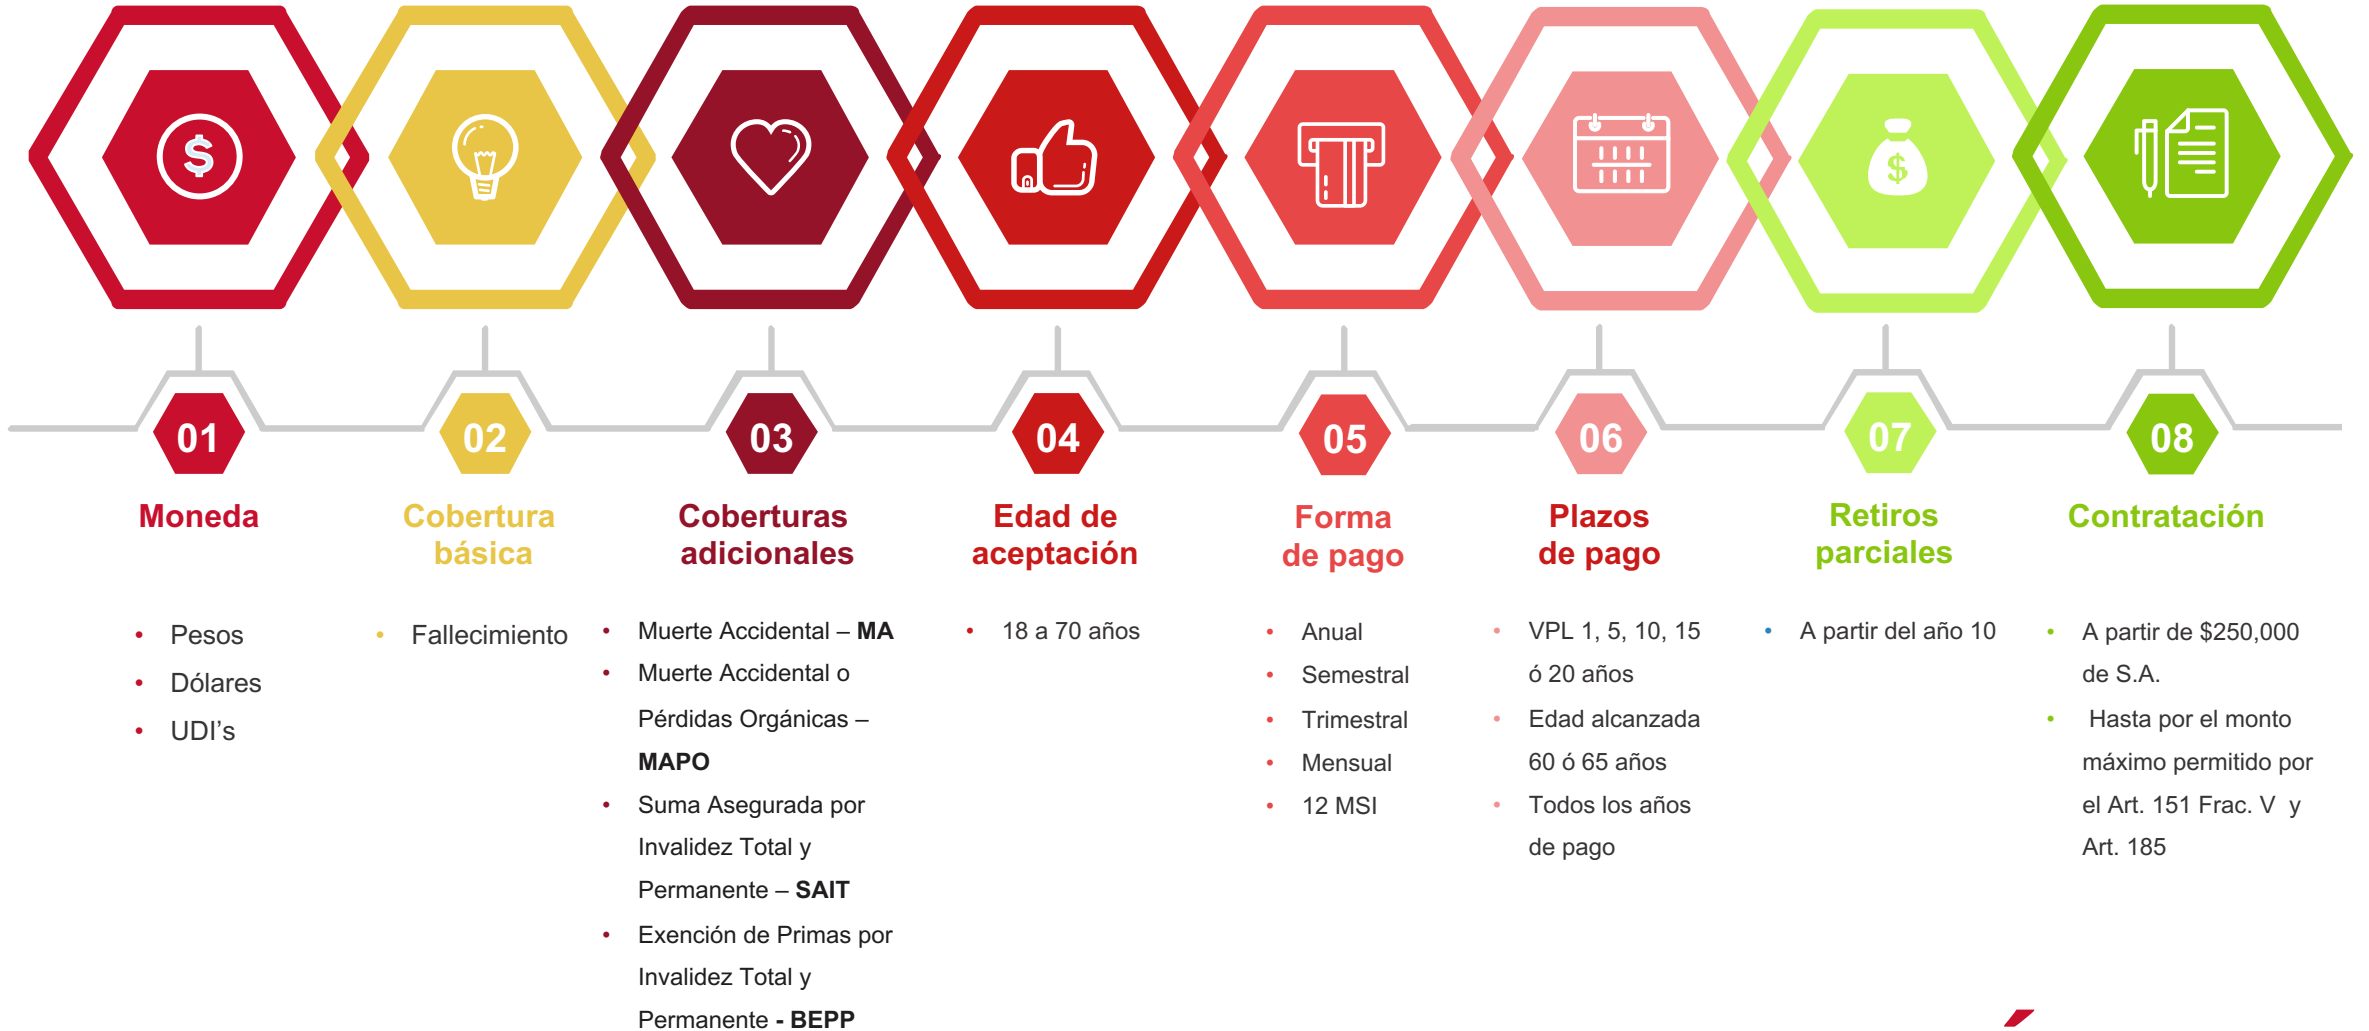 $
$
01
Moneda
• Pesos
• Dólares
• UDI’s
02
Cobertura
básica
• Fallecimiento
03
Coberturas
adicionales
• Muerte Accidental – MA
• Muerte Accidental o
Pérdidas Orgánicas –
MAPO
• Suma Asegurada por
Invalidez Total y
Permanente – SAIT
• Exención de Primas por
Invalidez Total y
Permanente - BEPP
04
Edad de
aceptación
• 18 a 70 años
05
Forma
de pago
• Anual
• Semestral
• Trimestral
• Mensual
• 12 MSI
06
Plazos
de pago
• VPL 1, 5, 10, 15
ó 20 años
• Edad alcanzada
60 ó 65 años
• Todos los años
de pago
07
Retiros
parciales
• A partir del año 10
08
Contratación
• A partir de $250,000
de S.A.
• Hasta por el monto
máximo permitido por
el Art. 151 Frac. V y
Art. 185